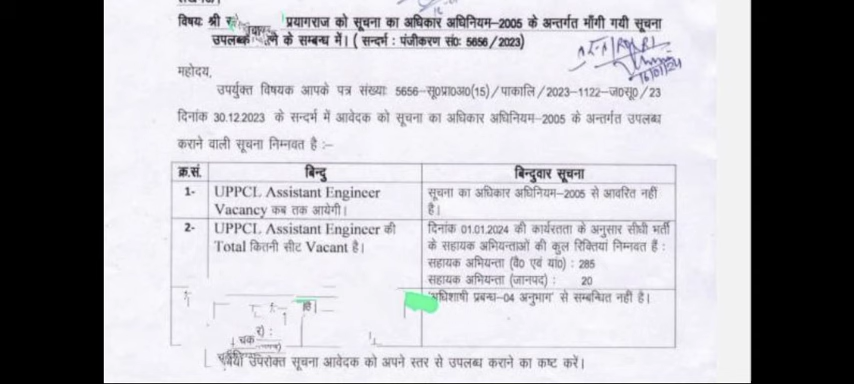 विषयः श्री प्रयागराज को सूचना का अधिकार अधिनियम-2005 के अन्तर्गत माँगी गयी सूचना
उपलब्ध के सम्बन्ध में। ( सन्दर्भ : पंजीकरण सं0: 5656/2023)
16/01/24
महोदय,
उपर्युक्त विषयक आपके पत्र संख्याः 5656-सू0प्रा0अ0(15)/पाकालि/2023-1122-ज0सू0/23
दिनांक 30.12.2023 के सन्दर्भ में आवेदक को सूचना का अधिकार अधिनियम-2005 के अन्तर्गत उपलब्ध
कराने वाली सूचना निम्नवत है :-
क्र.सं. बिन्दु बिन्दुवार सूचना
1- UPPCL Assistant Engineer Vacancy कब तक आयेगी। सूचना का अधिकार अधिनियम-2005 से आवरित नहीं
है।
2- UPPCL Assistant Engineer की दिनांक 01.01.2024 की कार्यरतता के अनुसार सीधी भर्ती
Total कितनी सीट Vacant है। के सहायक अभियन्ताओं की कुल रिक्तियां निम्नवत हैं :
सहायक अभियन्ता (वै0 एवं यां0) : 285
सहायक अभियन्ता (जानपद) : 20
प्रबन्ध-04 अनुभाग' से सम्बन्धित नहीं है।
उपरोक्त सूचना आवेदक को अपने स्तर से उपलब्ध कराने का कष्ट करें।